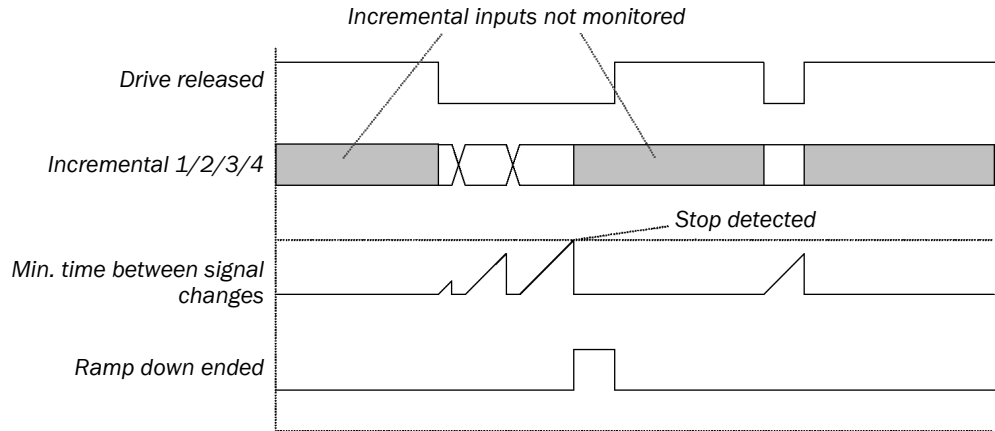 Incremental inputs not monitored
Drive released
Incremental 1/2/3/4
Stop detected
Min. time between signal
changes
Ramp down ended